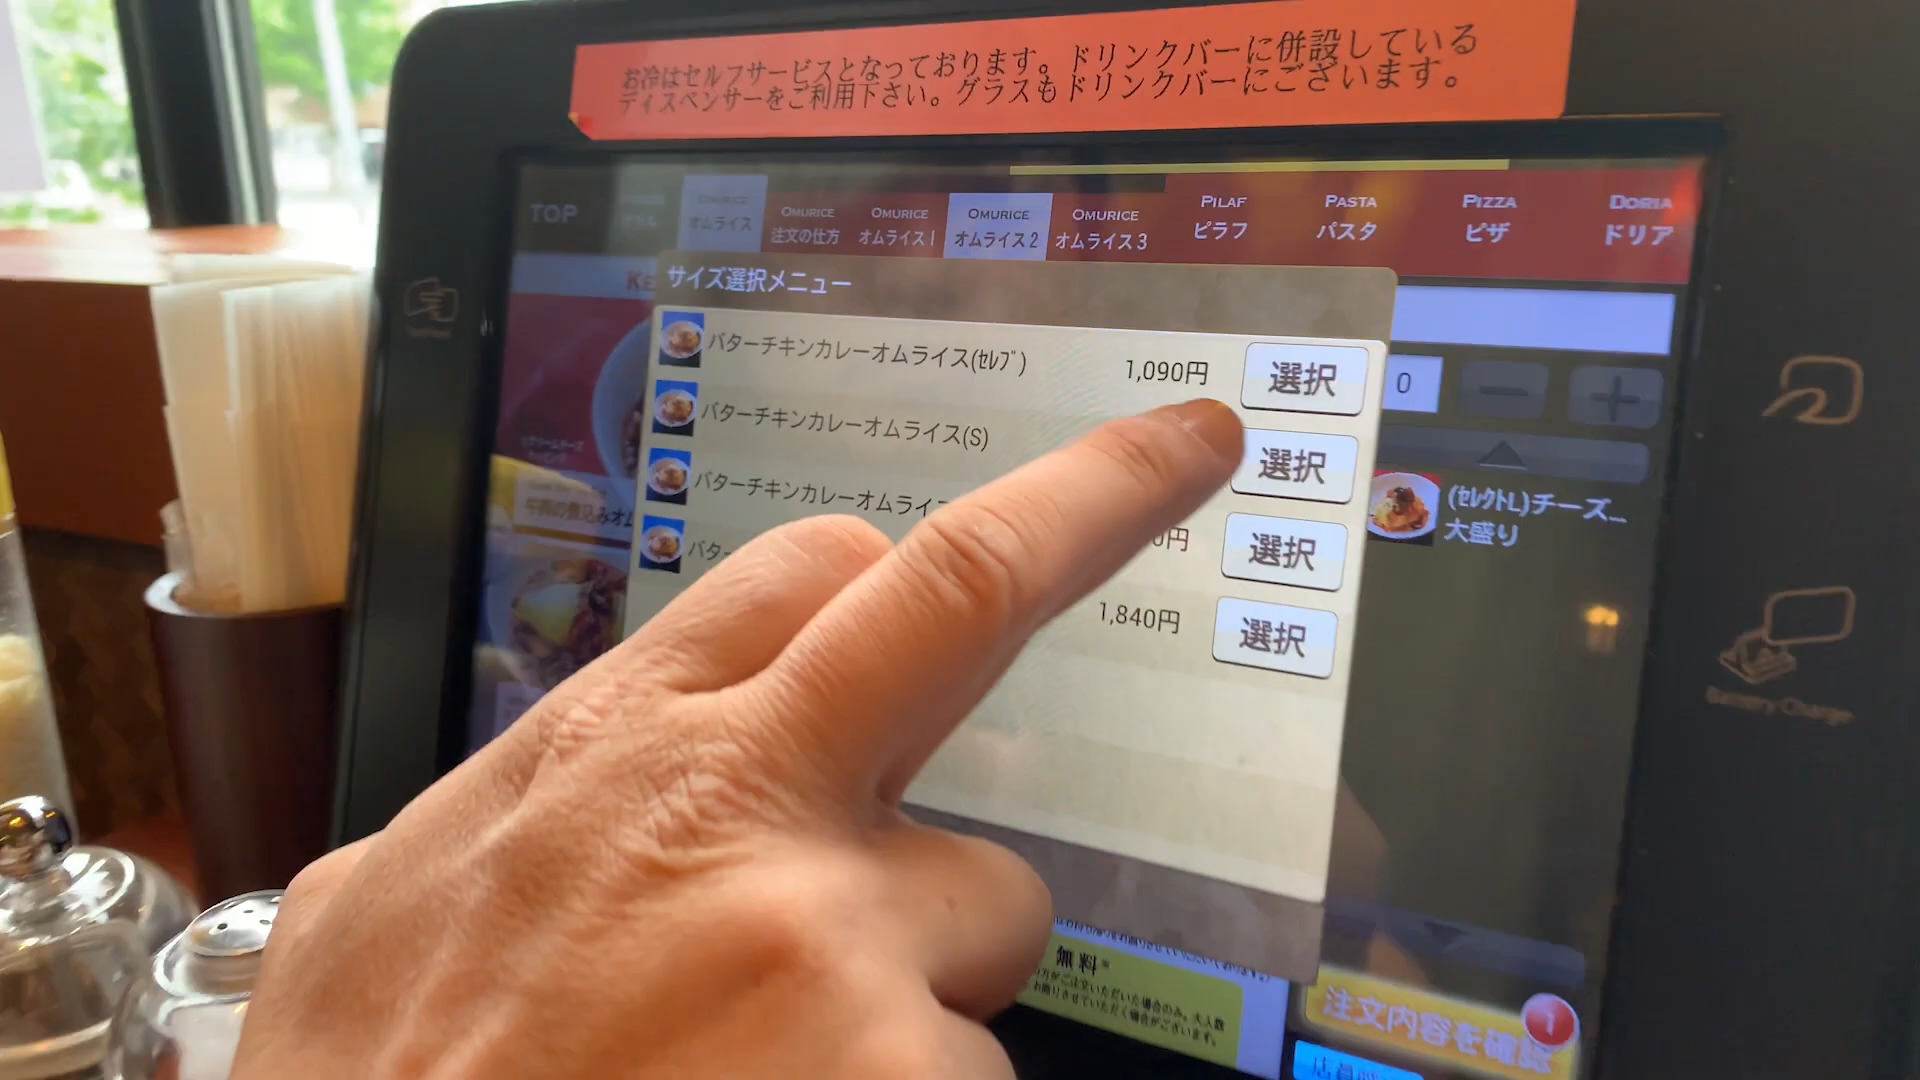 お冷はセルフサービスとなっております。ドリンクバーに併設している
ディスペンサーをご利用下さい。グラスもドリンクバーにございます。
TOP
OMURICE
オムライス
OMURICE
注文の仕方
OMURICE
オムライス1
OMURICE
オムライス2
OMURICE
オムライス3
PILAF
ピラフ
PASTA
パスタ
PIZZA
ピザ
DORIA
ドリア
サイズ選択メニュー
バターチキンカレーオムライス(ｾﾚﾌﾞ) 1,090円 選択
バターチキンカレーオムライス(S) 選択
バターチキンカレーオムライ 円 選択
バター 1,840円 選択
0
(ｾﾚｸﾄL)チーズ...
大盛り
無料
注文内容を確認
1
Battery Charge